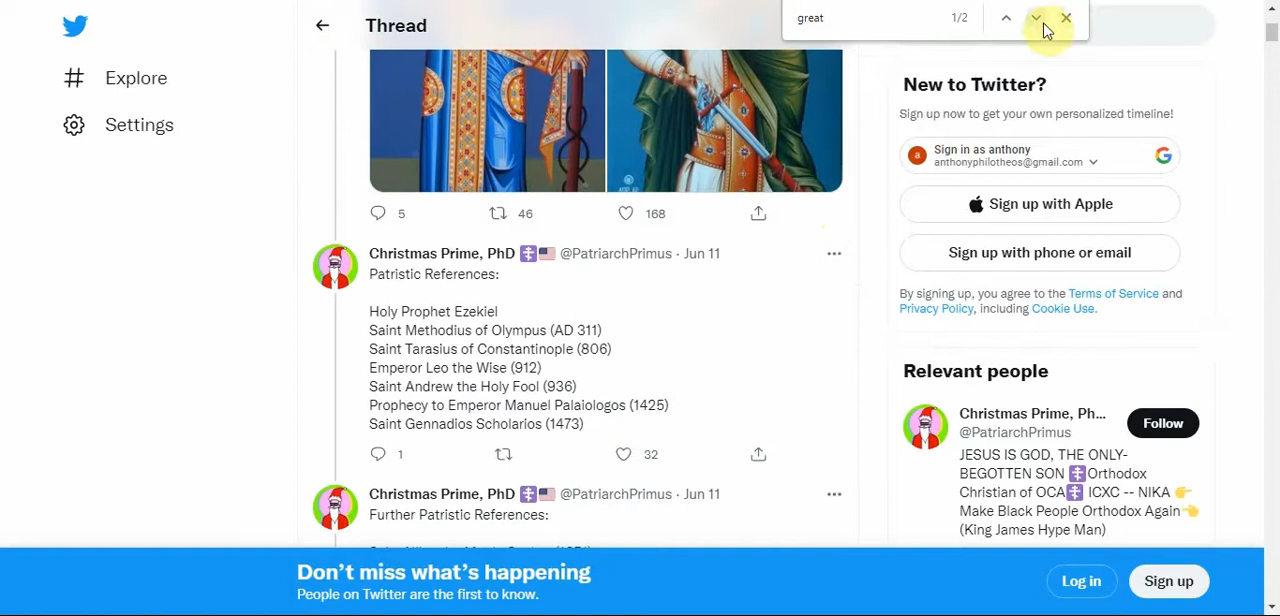 great
1/2
Thread
Explore
Settings
5
46
168
Christmas Prime, PhD @PatriarchPrimus · Jun 11
Patristic References:
Holy Prophet Ezekiel
Saint Methodius of Olympus (AD 311)
Saint Tarasius of Constantinople (806)
Emperor Leo the Wise (912)
Saint Andrew the Holy Fool (936)
Prophecy to Emperor Manuel Palaiologos (1425)
Saint Gennadios Scholarios (1473)
1
32
Christmas Prime, PhD @PatriarchPrimus · Jun 11
Further Patristic References:
New to Twitter?
Sign up now to get your own personalized timeline!
a
Sign in as anthony
anthonyphilotheos@gmail.com
Sign up with Apple
Sign up with phone or email
By signing up, you agree to the Terms of Service and
Privacy Policy, including Cookie Use.
Relevant people
Christmas Prime, Ph...
@PatriarchPrimus
Follow
JESUS IS GOD, THE ONLY-
BEGOTTEN SON ☦Orthodox
Christian of OCA☦ ICXC -- NIKA 👉
Make Black People Orthodox Again👈
(King James Hype Man)
Don't miss what's happening
People on Twitter are the first to know.
Log in
Sign up